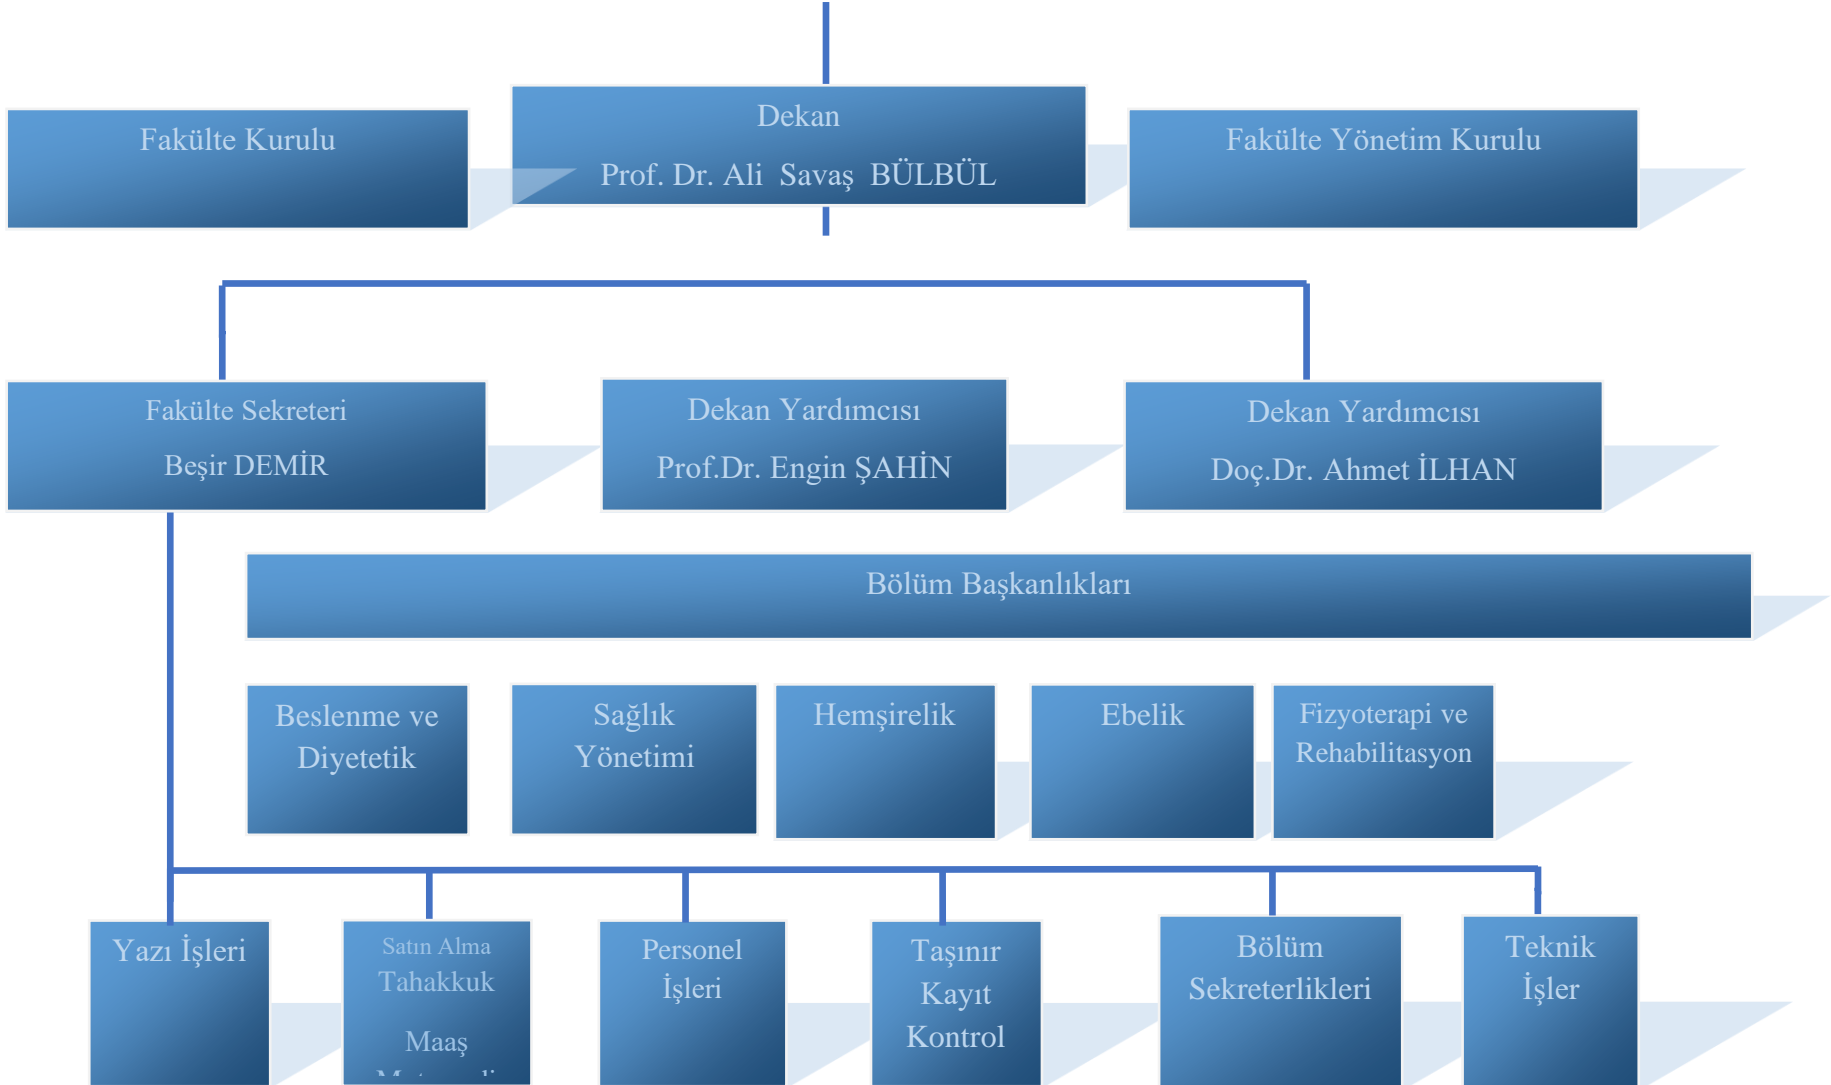 Dekan
Prof. Dr. Ali Savaş BÜLBÜL
Fakülte Kurulu
Fakülte Yönetim Kurulu
Fakülte Sekreteri
Beşir DEMİR
Dekan Yardımcısı
Prof.Dr. Engin ŞAHİN
Dekan Yardımcısı
Doç.Dr. Ahmet İLHAN
Bölüm Başkanlıkları
Beslenme ve
Diyetetik
Sağlık
Yönetimi
Hemşirelik
Ebelik
Fizyoterapi ve
Rehabilitasyon
Yazı İşleri
Satın Alma
Tahakkuk
Maaş
Personel
İşleri
Taşınır
Kayıt
Kontrol
Bölüm
Sekreterlikleri
Teknik
İşler